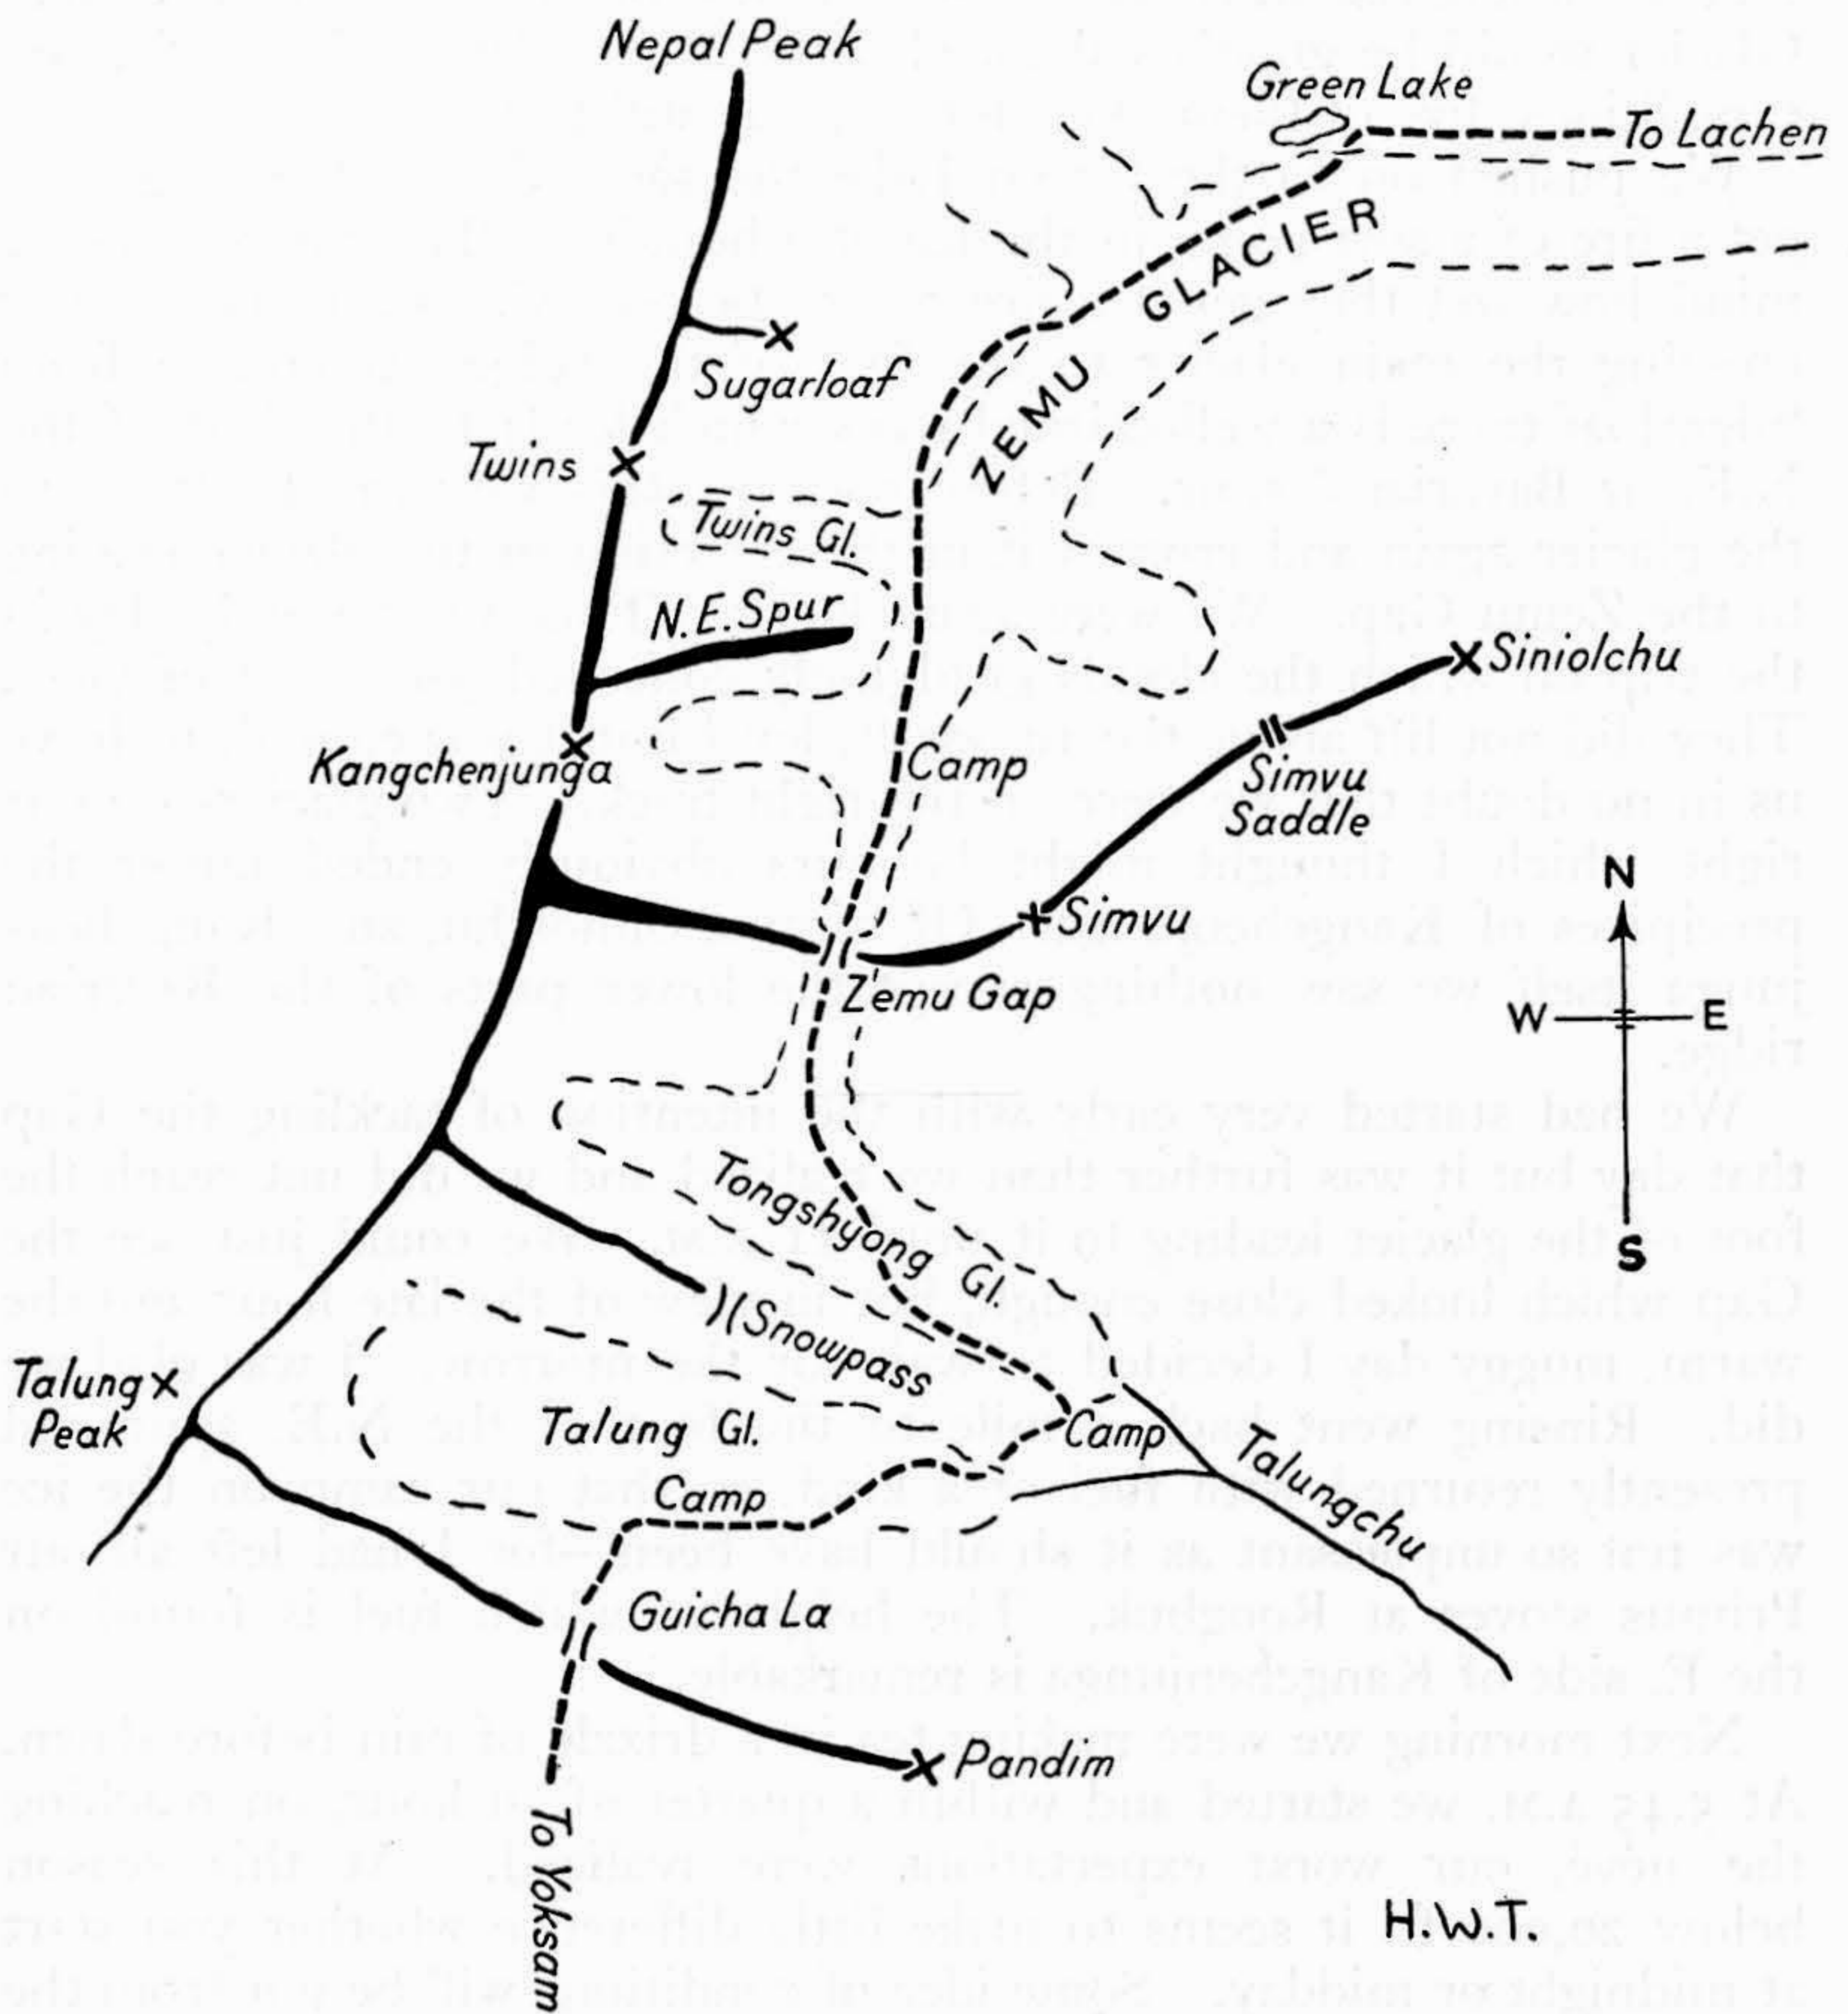 Nepal Peak
Green Lake
To Lachen
ZEMU GLACIER
Sugarloaf
Twins
Twins Gl.
N.E. Spur
Siniolchu
Kangchenjunga
Camp
Simvu
Saddle
N
Simvu
Zemu Gap
W E
S
Tongshyong Gl.
Snowpass
Talung
Peak
Talung Gl.
Camp
Talungchu
Camp
Guicha La
Pandim
To Yoksam
H.W.T.